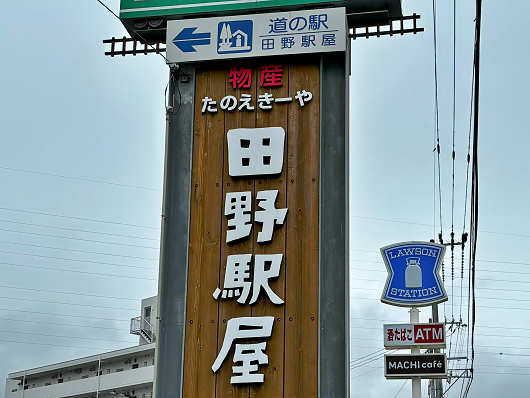 道の駅
田野駅屋
物産
たのえきーや
田野駅屋
LAWSON
STATION
酒たばこ ATM
MACHI café